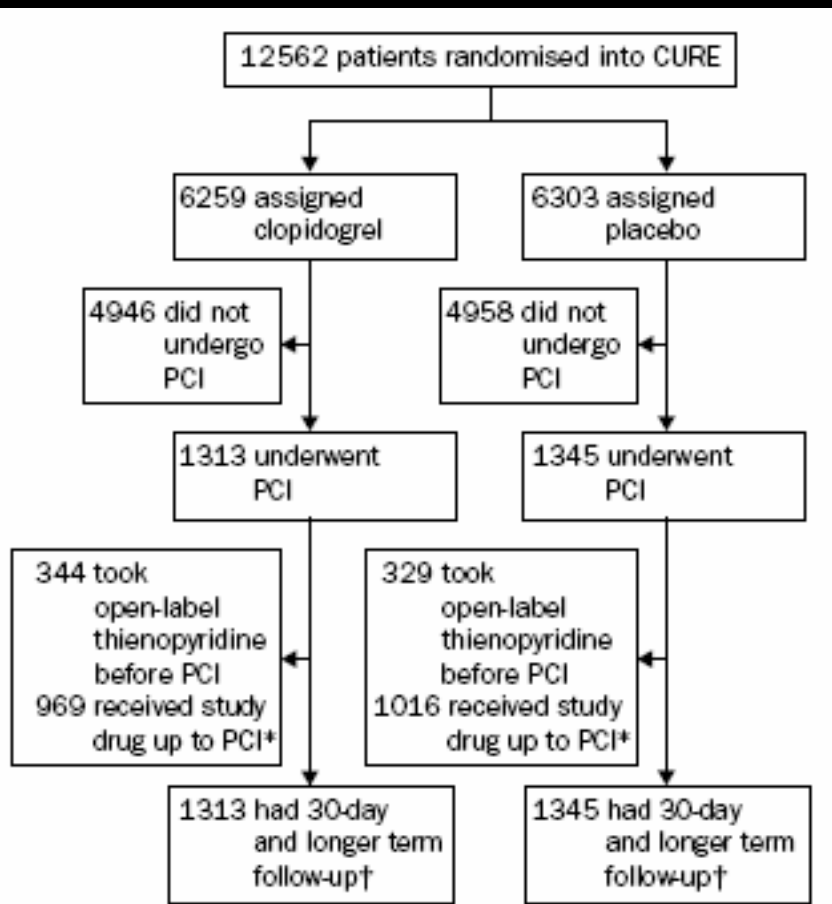 12562 patients randomised into CURE
6259 assigned
clopidogrel
6303 assigned
placebo
4946 did not
undergo
PCI
4958 did not
undergo
PCI
1313 underwent
PCI
1345 underwent
PCI
344 took
open-label
thienopyridine
before PCI
969 received study
drug up to PCI*
329 took
open-label
thienopyridine
before PCI
1016 received study
drug up to PCI*
1313 had 30-day
and longer term
follow-up†
1345 had 30-day
and longer term
follow-up†